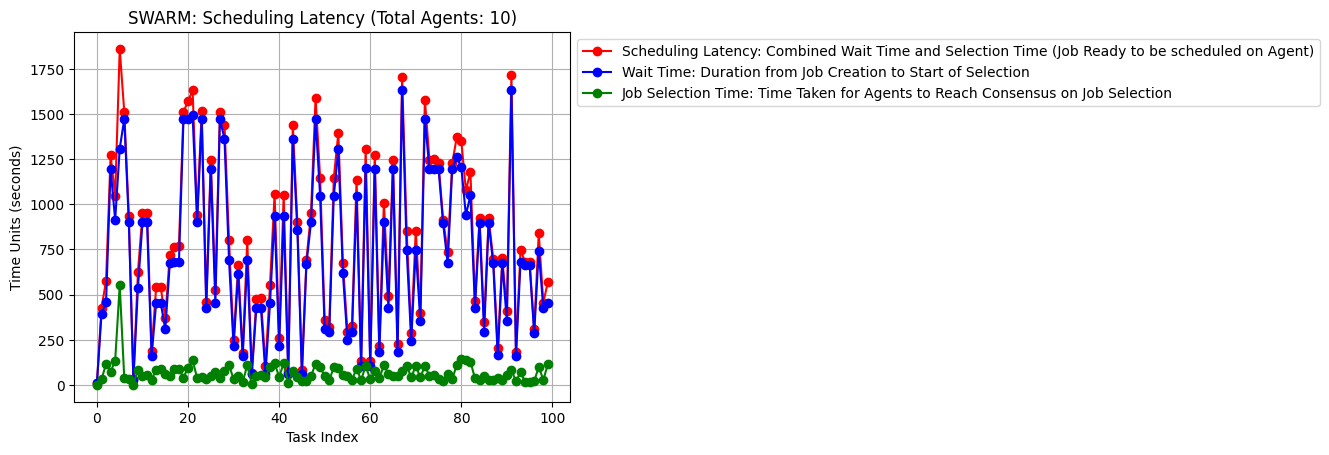 SWARM: Scheduling Latency (Total Agents: 10)
Scheduling Latency: Combined Wait Time and Selection Time (Job Ready to be scheduled on Agent)
Wait Time: Duration from Job Creation to Start of Selection
Job Selection Time: Time Taken for Agents to Reach Consensus on Job Selection
Time Units (seconds)
1750
1500
1250
1000
750
500
250
0
0
20
40
60
80
100
Task Index